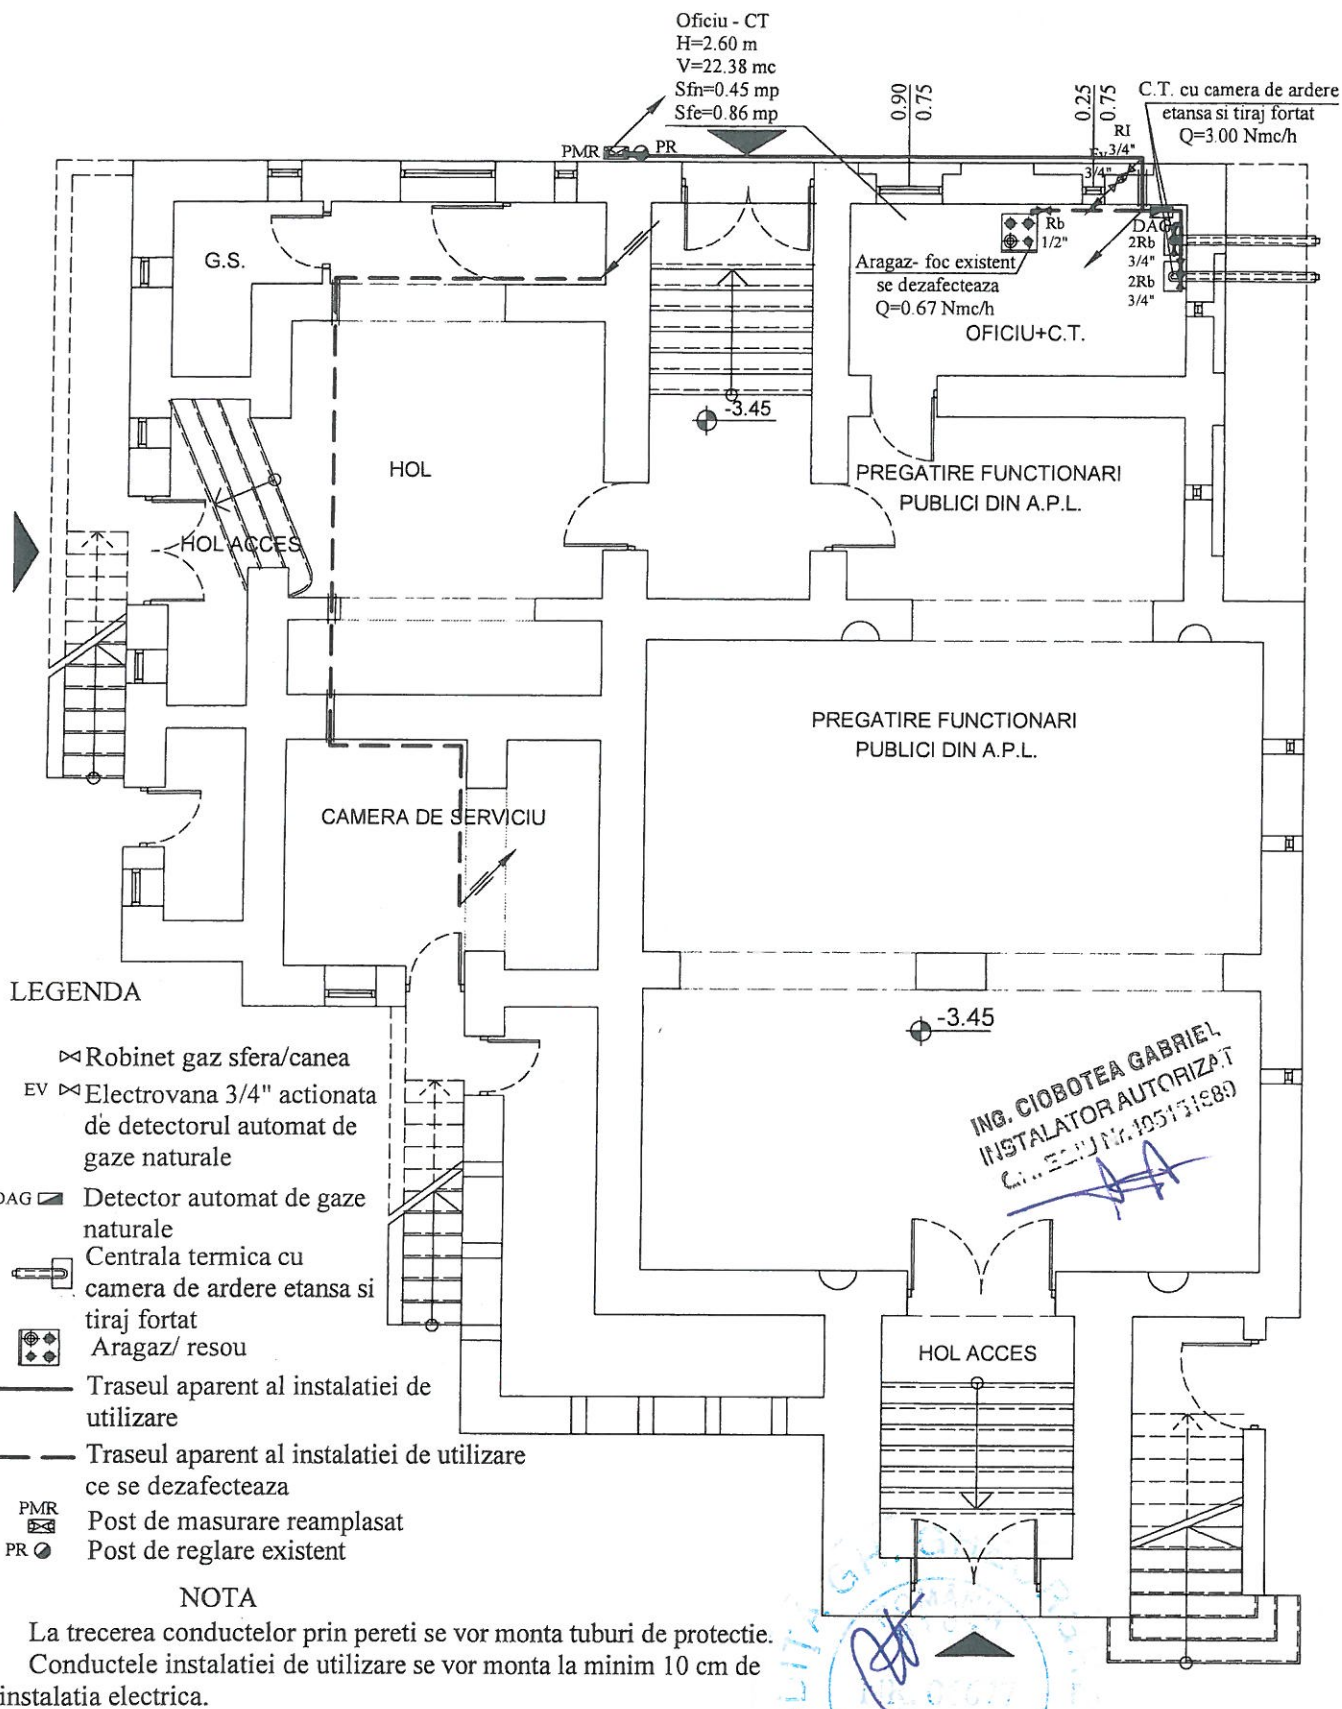 Oficiu - CT
H=2.60 m
V=22.38 mc
Sfn=0.45 mp
Sfe=0.86 mp
0.90
0.75
0.25
0.75
C.T. cu camera de ardere
etansa si tiraj fortat
Q=3.00 Nmc/h
PMR
PR
RI
3/4"
3/4"
G.S.
Rb
1/2"
DAG
2Rb
3/4"
2Rb
3/4"
Aragaz- foc existent
se dezafecteaza
Q=0.67 Nmc/h
OFICIU+C.T.
-3.45
HOL
PREGATIRE FUNCTIONARI
PUBLICI DIN A.P.L.
HOL ACCES
PREGATIRE FUNCTIONARI
PUBLICI DIN A.P.L.
CAMERA DE SERVICIU
-3.45
ING. CIOBOTEA GABRIEL
INSTALATOR AUTORIZAT
HOL ACCES
LEGENDA
Robinet gaz sfera/canea
EV Electrovana 3/4" actionata
de detectorul automat de
gaze naturale
DAG Detector automat de gaze
naturale
Centrala termica cu
camera de ardere etansa si
tiraj fortat
Aragaz/ resou
Traseul aparent al instalatiei de
utilizare
Traseul aparent al instalatiei de utilizare
ce se dezafecteaza
PMR Post de masurare reamplasat
PR Post de reglare existent
NOTA
La trecerea conductelor prin pereti se vor monta tuburi de protectie.
Conductele instalatiei de utilizare se vor monta la minim 10 cm de
instalatia electrica.